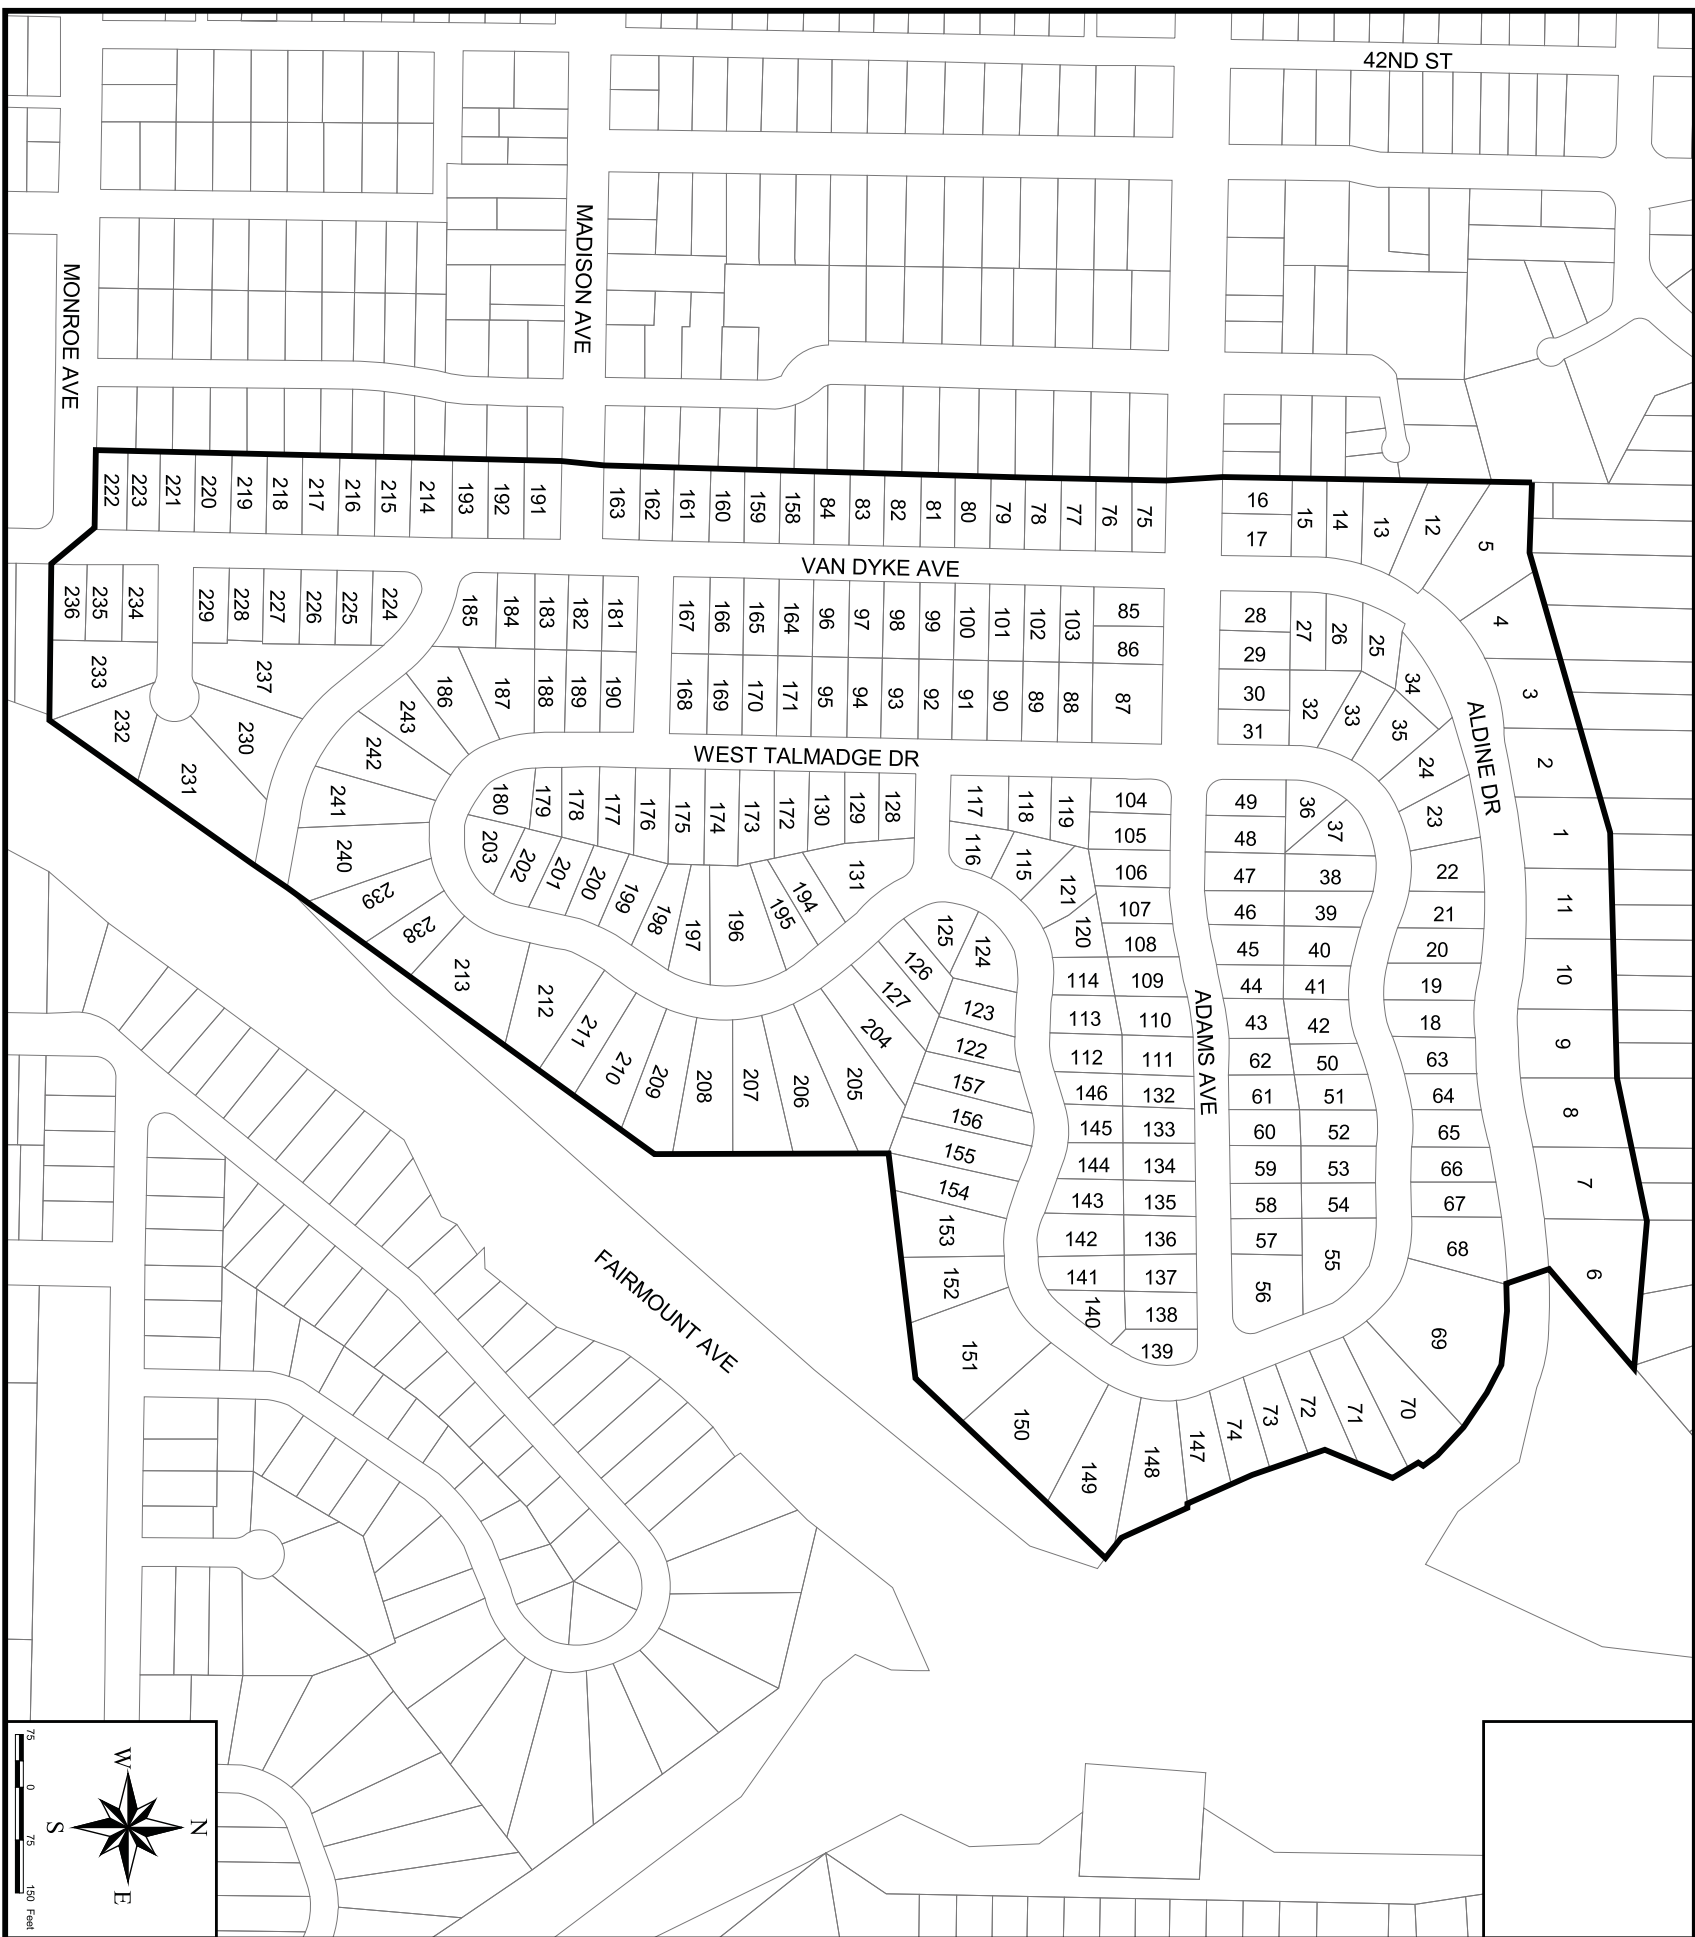 42ND ST
MADISON AVE
MONROE AVE
222 223 221 220 219 218 217 216 215 214 193 192 191 163 162 161 160 159 158 84 83 82 81 80 79 78 77 76 75 16 15 14 13 12 5
17
VAN DYKE AVE
236 235 234 229 228 227 226 225 224 185 184 183 182 181 167 166 165 164 96 97 98 99 100 101 102 103 85 28 27 26 25 4
86 29
233 237 243 186 187 188 189 190 168 169 170 171 95 94 93 92 91 90 89 88 87 30 32 33 34 3
31 35
ALDINE DR
232 230 242 WEST TALMADGE DR 24 2
231 241 180 179 178 177 176 175 174 173 172 130 129 128 117 118 119 104 49 36 23
105 48 37 1
240 203 202 201 200 199 131 116 115 106 47 38 22
239 198 197 196 195 194 121 107 46 39 21 11
238 125 124 120 108 45 40 20
213 126 114 109 44 41 19 10
212 211 127 123 113 110 43 42 18
204 122 112 111 62 50 63 9
210 209 208 207 206 205 157 146 132 ADAMS AVE 61 51 64
156 145 133 60 52 65 8
155 144 134 59 53 66
154 143 135 58 54 67 7
153 142 136 57 55 68
152 141 137 56 6
140 138
151 139 69
FAIRMOUNT AVE
150 149 148 147 74 73 72 71 70
W
N
S
E
75 0 75 150 Feet